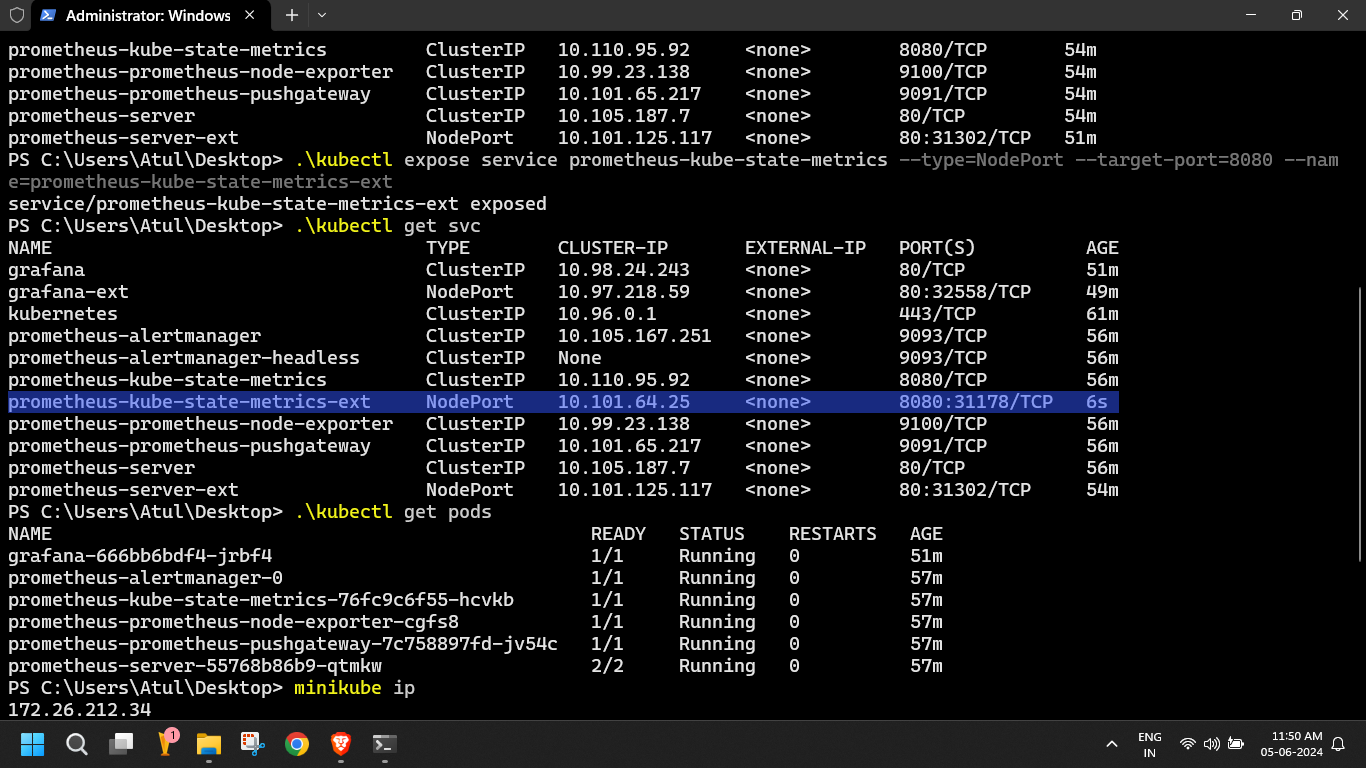 Administrator: Windows
prometheus-kube-state-metrics ClusterIP 10.110.95.92 <none> 8080/TCP 54m
prometheus-prometheus-node-exporter ClusterIP 10.99.23.138 <none> 9100/TCP 54m
prometheus-prometheus-pushgateway ClusterIP 10.101.65.217 <none> 9091/TCP 54m
prometheus-server ClusterIP 10.105.187.7 <none> 80/TCP 54m
prometheus-server-ext NodePort 10.101.125.117 <none> 80:31302/TCP 51m
PS C:\Users\Atul\Desktop> .\kubectl expose service prometheus-kube-state-metrics --type=NodePort --target-port=8080 --nam
e=prometheus-kube-state-metrics-ext
service/prometheus-kube-state-metrics-ext exposed
PS C:\Users\Atul\Desktop> .\kubectl get svc
NAME TYPE CLUSTER-IP EXTERNAL-IP PORT(S) AGE
grafana ClusterIP 10.98.24.243 <none> 80/TCP 51m
grafana-ext NodePort 10.97.218.59 <none> 80:32558/TCP 49m
kubernetes ClusterIP 10.96.0.1 <none> 443/TCP 61m
prometheus-alertmanager ClusterIP 10.105.167.251 <none> 9093/TCP 56m
prometheus-alertmanager-headless ClusterIP None <none> 9093/TCP 56m
prometheus-kube-state-metrics ClusterIP 10.110.95.92 <none> 8080/TCP 56m
prometheus-kube-state-metrics-ext NodePort 10.101.64.25 <none> 8080:31178/TCP 6s
prometheus-prometheus-node-exporter ClusterIP 10.99.23.138 <none> 9100/TCP 56m
prometheus-prometheus-pushgateway ClusterIP 10.101.65.217 <none> 9091/TCP 56m
prometheus-server ClusterIP 10.105.187.7 <none> 80/TCP 56m
prometheus-server-ext NodePort 10.101.125.117 <none> 80:31302/TCP 54m
PS C:\Users\Atul\Desktop> .\kubectl get pods
NAME READY STATUS RESTARTS AGE
grafana-666bb6bdf4-jrbf4 1/1 Running 0 51m
prometheus-alertmanager-0 1/1 Running 0 57m
prometheus-kube-state-metrics-76fc9c6f55-hcvkb 1/1 Running 0 57m
prometheus-prometheus-node-exporter-cgfs8 1/1 Running 0 57m
prometheus-prometheus-pushgateway-7c758897fd-jv54c 1/1 Running 0 57m
prometheus-server-55768b86b9-qtmkw 2/2 Running 0 57m
PS C:\Users\Atul\Desktop> minikube ip
172.26.212.34
1
ENG
IN
11:50 AM
05-06-2024